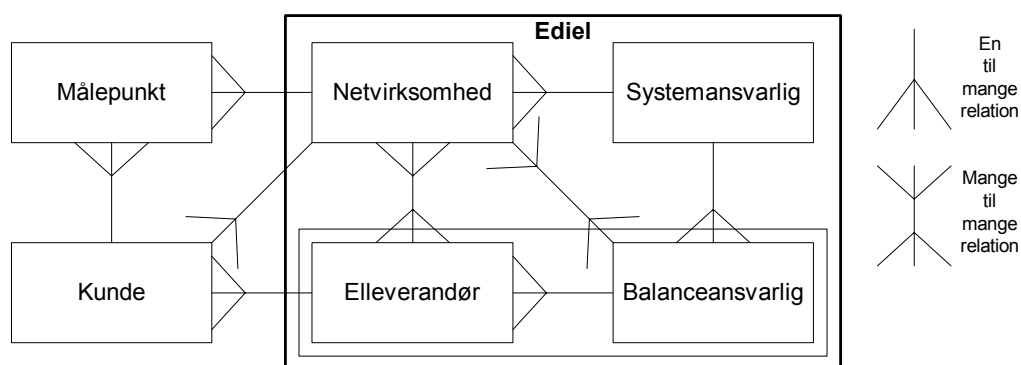 Ediel
Målepunkt
Netvirksomhed
Systemansvarlig
En
til
mange
relation
Kunde
Elleverandør
Balanceansvarlig
Mange
til
mange
relation